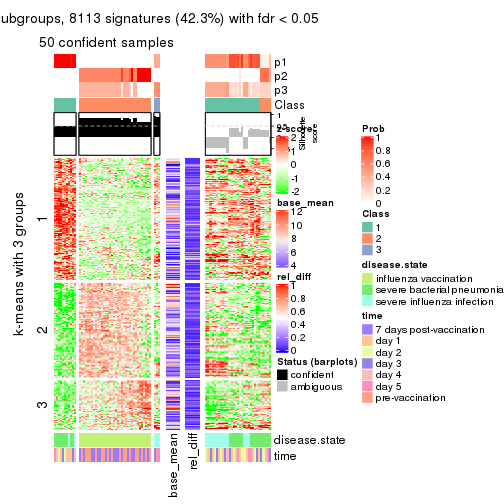 subgroups, 8113 signatures (42.3%) with fdr < 0.05
50 confident samples
p1
p2
p3
Class
1
0.5
0
Silhouette
score
k-means with 3 groups
1
2
3
disease.state
time
base_mean
rel_diff
z-score
2
1
0
-1
-2
base_mean
12
10
8
6
4
rel_diff
1
0.8
0.6
0.4
0.2
0
Status (barplots)
confident
ambiguous
Prob
1
0.8
0.6
0.4
0.2
0
Class
1
2
3
disease.state
influenza vaccination
severe bacterial pneumonia
severe influenza infection
time
7 days post-vaccination
day 1
day 2
day 3
day 4
day 5
pre-vaccination